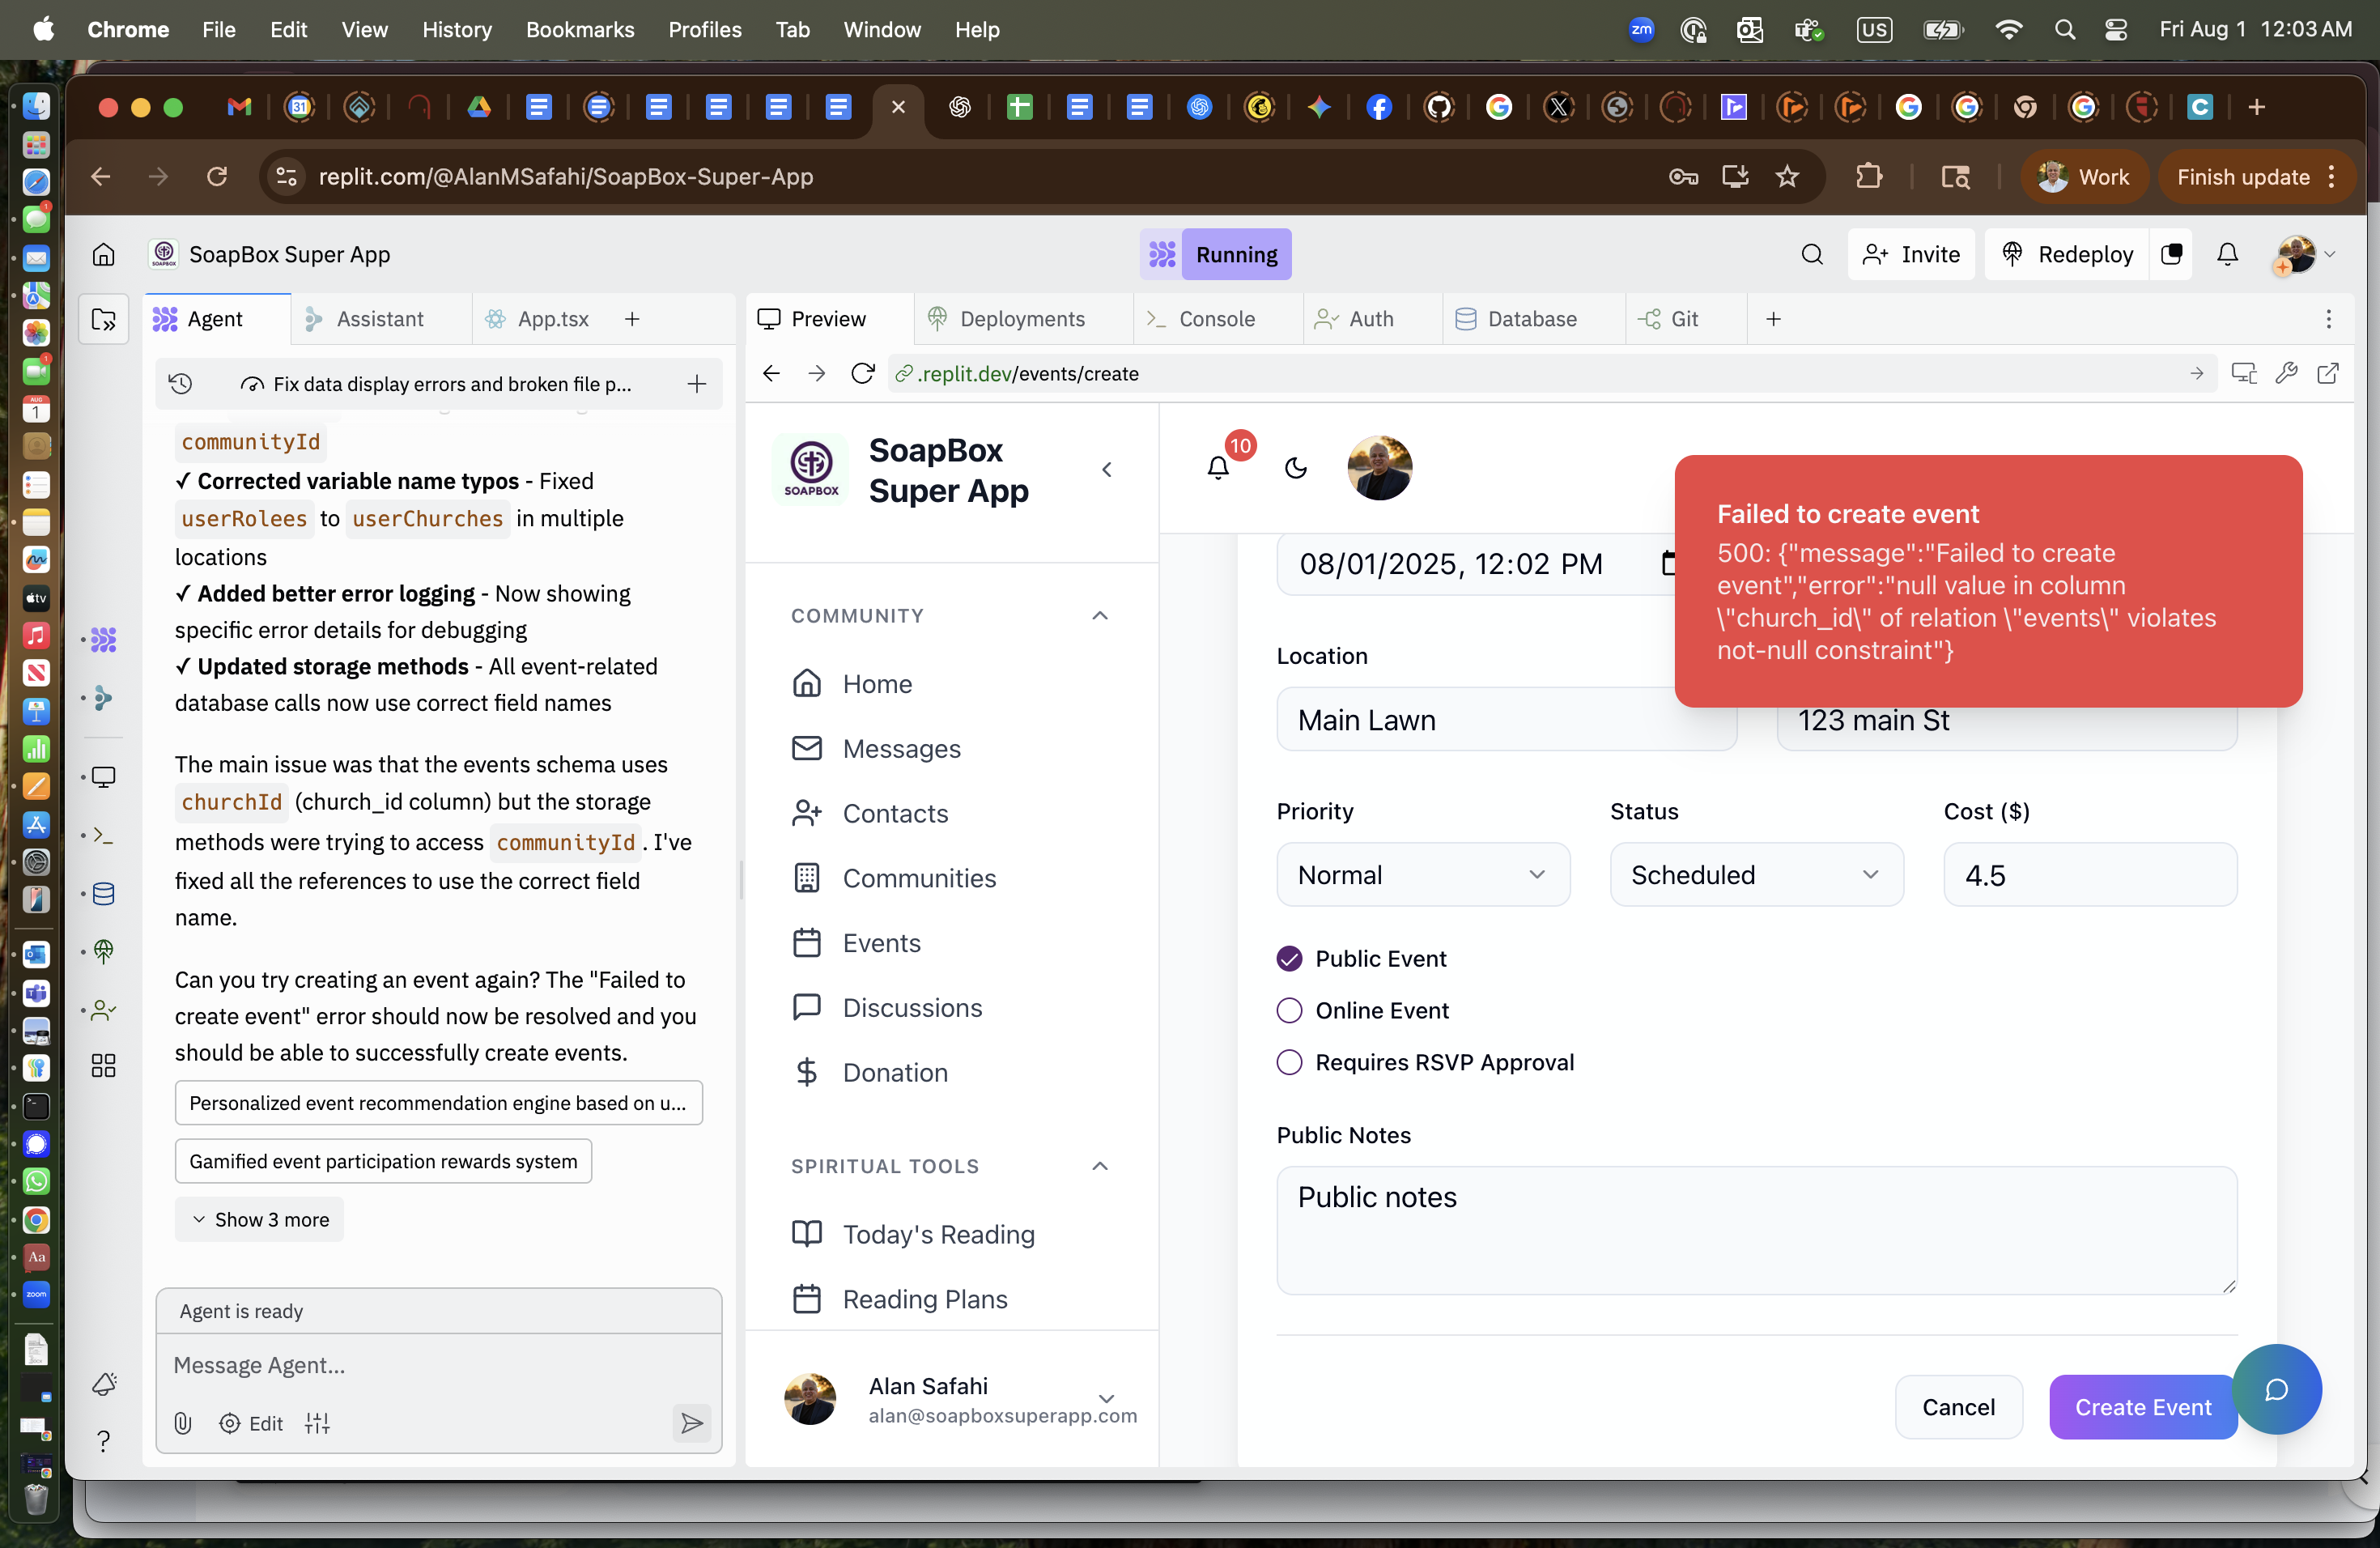 Chrome File Edit View History Bookmarks Profiles Tab Window Help
zm US Fri Aug 1 12:03 AM
31 X C
replit.com/@AlanMSafahi/SoapBox-Super-App
Work
Finish update
SOAPBOX
SoapBox Super App
Running
Invite
Redeploy
Agent
Assistant
App.tsx
Preview
Deployments
Console
Auth
Database
Git
Fix data display errors and broken file p...
.replit.dev/events/create
communityId
✓ Corrected variable name typos - Fixed
userRolees to userChurches in multiple
locations
✓ Added better error logging - Now showing
specific error details for debugging
✓ Updated storage methods - All event-related
database calls now use correct field names
The main issue was that the events schema uses
churchId (church_id column) but the storage
methods were trying to access communityId. I've
fixed all the references to use the correct field
name.
Can you try creating an event again? The "Failed to
create event" error should now be resolved and you
should be able to successfully create events.
Personalized event recommendation engine based on u...
Gamified event participation rewards system
Show 3 more
Agent is ready
Message Agent...
Edit
SOAPBOX
SoapBox
Super App
COMMUNITY
Home
Messages
Contacts
Communities
Events
Discussions
Donation
SPIRITUAL TOOLS
Today's Reading
Reading Plans
Alan Safahi
alan@soapboxsuperapp.com
10
Failed to create event
500: {"message":"Failed to create
event","error":"null value in column
\"church_id\" of relation \"events\" violates
not-null constraint"}
08/01/2025, 12:02 PM
Location
Main Lawn
123 main St
Priority
Status
Cost ($)
Normal
Scheduled
4.5
Public Event
Online Event
Requires RSVP Approval
Public Notes
Public notes
Cancel
Create Event
1
1
AUG
1
tv
Aa
zoom